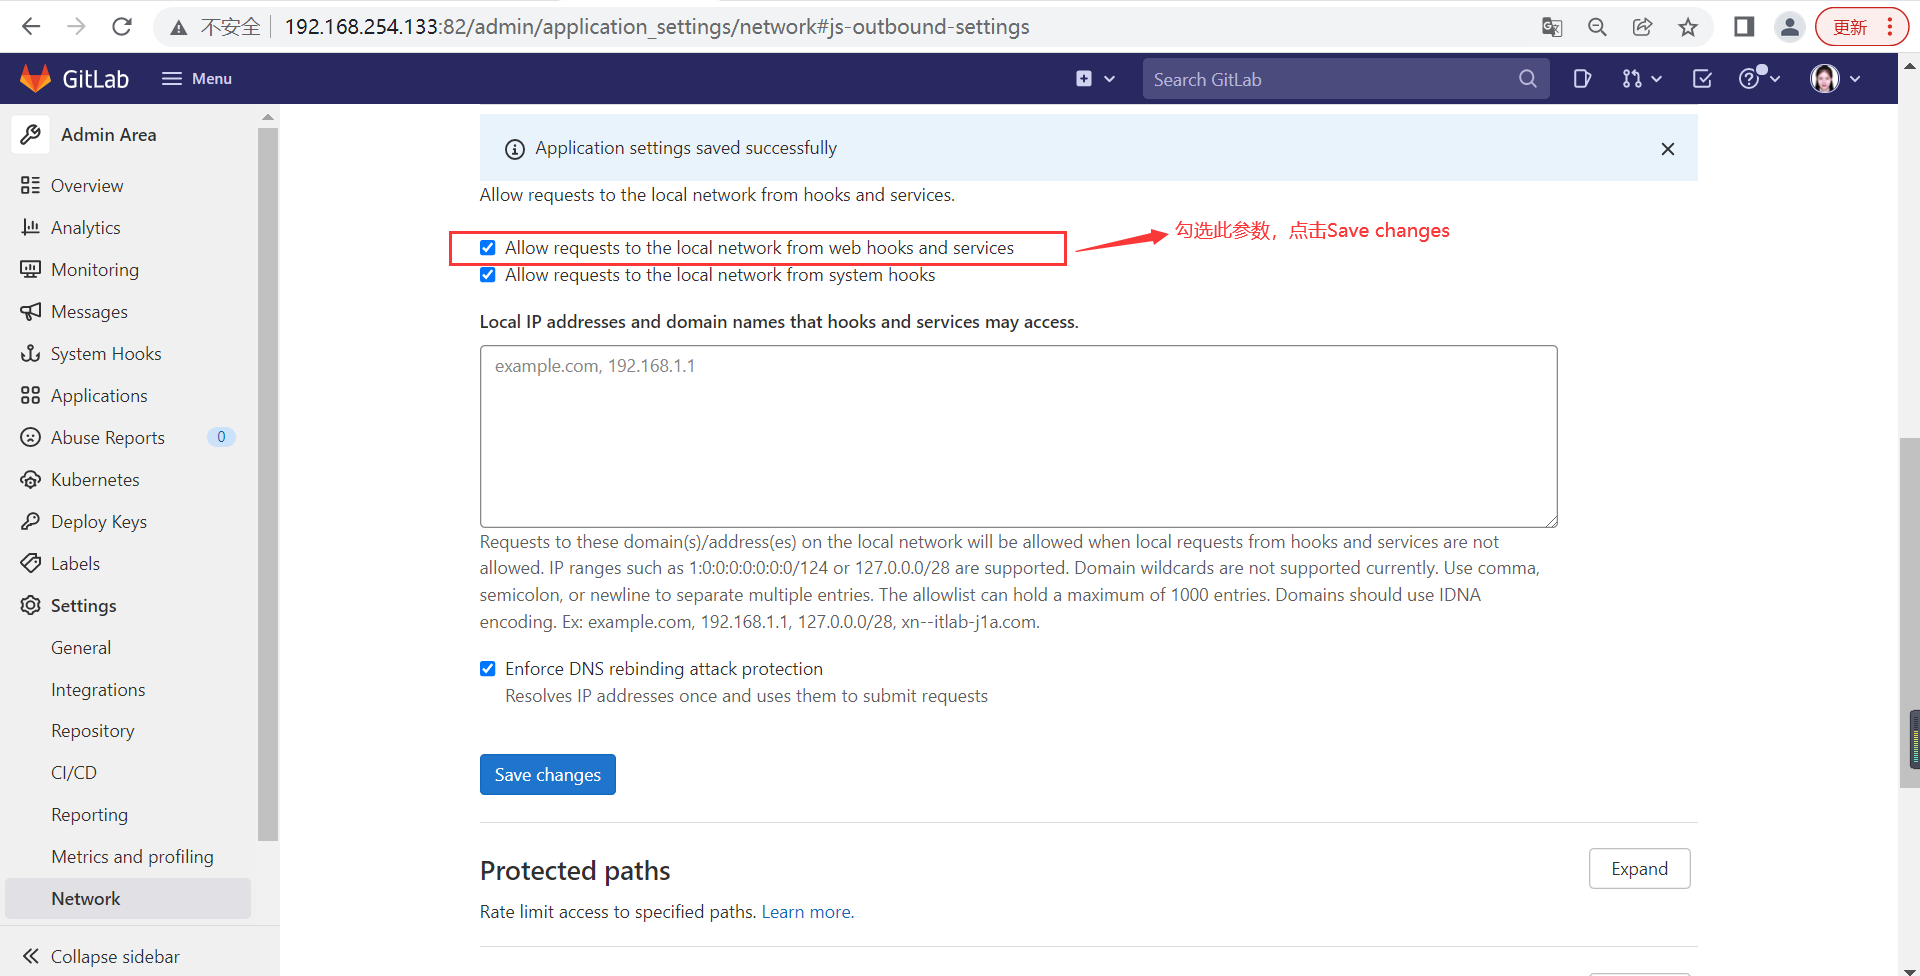 不安全 192.168.254.133:82/admin/application_settings/network#js-outbound-settings 更新
GitLab Menu Search GitLab
Admin Area
Overview
Analytics
Monitoring
Messages
System Hooks
Applications
Abuse Reports 0
Kubernetes
Deploy Keys
Labels
Settings
General
Integrations
Repository
CI/CD
Reporting
Metrics and profiling
Network
Collapse sidebar
Application settings saved successfully
Allow requests to the local network from hooks and services.
Allow requests to the local network from web hooks and services
勾选此参数，点击Save changes
Allow requests to the local network from system hooks
Local IP addresses and domain names that hooks and services may access.
example.com, 192.168.1.1
Requests to these domain(s)/address(es) on the local network will be allowed when local requests from hooks and services are not
allowed. IP ranges such as 1:0:0:0:0:0:0:0/124 or 127.0.0.0/28 are supported. Domain wildcards are not supported currently. Use comma,
semicolon, or newline to separate multiple entries. The allowlist can hold a maximum of 1000 entries. Domains should use IDNA
encoding. Ex: example.com, 192.168.1.1, 127.0.0.0/28, xn--itlab-j1a.com.
Enforce DNS rebinding attack protection
Resolves IP addresses once and uses them to submit requests
Save changes
Protected paths
Expand
Rate limit access to specified paths. Learn more.